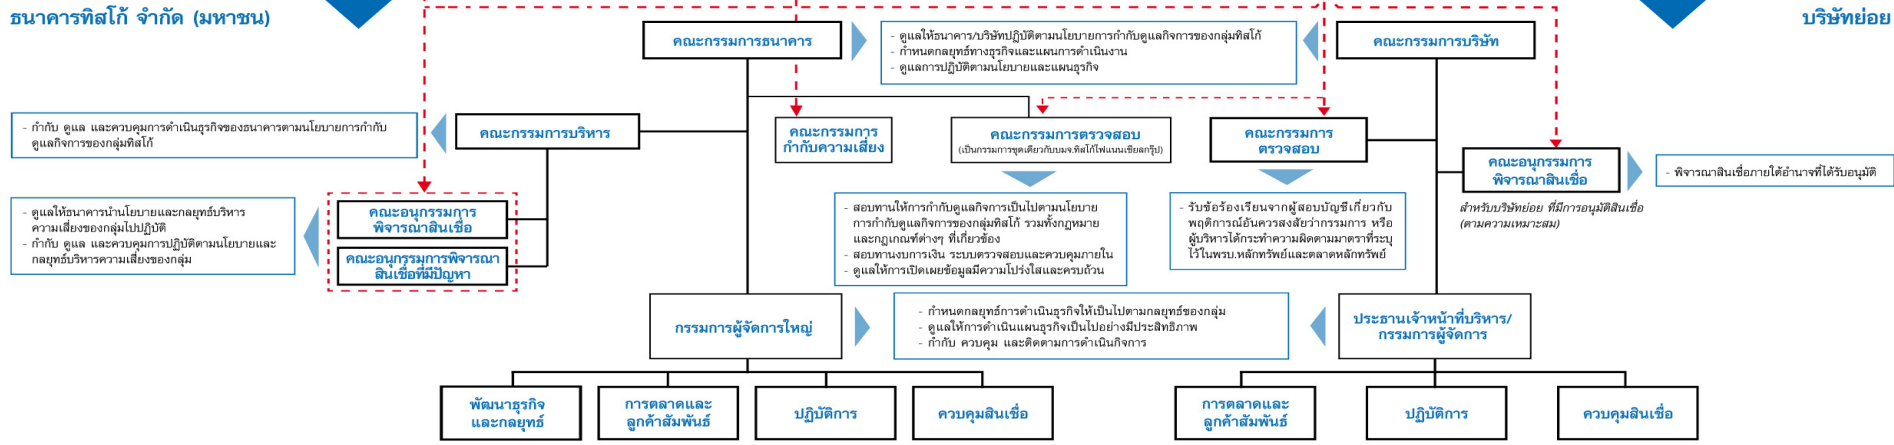 ธนาคารทิสโก้ จำกัด (มหาชน)
บริษัทย่อย
คณะกรรมการธนาคาร
- ดูแลให้ธนาคาร/บริษัทปฏิบัติตามนโยบายการกำกับดูแลกิจการของกลุ่มทิสโก้
- กำหนดกลยุทธ์ทางธุรกิจและแผนการดำเนินงาน
- ดูแลการปฏิบัติตามนโยบายและแผนธุรกิจ
คณะกรรมการบริษัท
- กำกับ ดูแล และควบคุมการดำเนินธุรกิจของธนาคารตามนโยบายการกำกับ
ดูแลกิจการของกลุ่มทิสโก้
คณะกรรมการบริหาร
คณะกรรมการ
กำกับความเสี่ยง
คณะกรรมการตรวจสอบ
(เป็นกรรมการชุดเดียวกับบมจ.ทิสโก้ไฟแนนเชียลกรุ๊ป)
คณะกรรมการ
ตรวจสอบ
คณะอนุกรรมการ
พิจารณาสินเชื่อ
- พิจารณาสินเชื่อภายใต้อำนาจที่ได้รับอนุมัติ
สำหรับบริษัทย่อย ที่มีการอนุมัติสินเชื่อ
(ตามความเหมาะสม)
- ดูแลให้ธนาคารนำนโยบายและกลยุทธ์บริหาร
ความเสี่ยงของกลุ่มไปปฏิบัติ
- กำกับ ดูแล และควบคุมการปฏิบัติตามนโยบายและ
กลยุทธ์บริหารความเสี่ยงของกลุ่ม
คณะอนุกรรมการ
พิจารณาสินเชื่อ
คณะอนุกรรมการพิจารณา
สินเชื่อที่มีปัญหา
- สอบทานให้การกำกับดูแลกิจการเป็นไปตามนโยบาย
การกำกับดูแลกิจการของกลุ่มทิสโก้ รวมทั้งกฎหมาย
และกฎเกณฑ์ต่างๆ ที่เกี่ยวข้อง
- สอบทานงบการเงิน ระบบตรวจสอบและควบคุมภายใน
- ดูแลให้การเปิดเผยข้อมูลมีความโปร่งใสและครบถ้วน
- รับข้อร้องเรียนจากผู้สอบบัญชีเกี่ยวกับ
พฤติการณ์อันควรสงสัยว่ากรรมการ หรือ
ผู้บริหารได้กระทำความผิดตามมาตราที่ระบุ
ไว้ในพรบ.หลักทรัพย์และตลาดหลักทรัพย์
กรรมการผู้จัดการใหญ่
- กำหนดกลยุทธ์การดำเนินธุรกิจให้เป็นไปตามกลยุทธ์ของกลุ่ม
- ดูแลให้การดำเนินแผนธุรกิจเป็นไปอย่างมีประสิทธิภาพ
- กำกับ ควบคุม และติดตามการดำเนินกิจการ
ประธานเจ้าหน้าที่บริหาร/
กรรมการผู้จัดการ
พัฒนาธุรกิจ
และกลยุทธ์
การตลาดและ
ลูกค้าสัมพันธ์
ปฏิบัติการ
ควบคุมสินเชื่อ
การตลาดและ
ลูกค้าสัมพันธ์
ปฏิบัติการ
ควบคุมสินเชื่อ